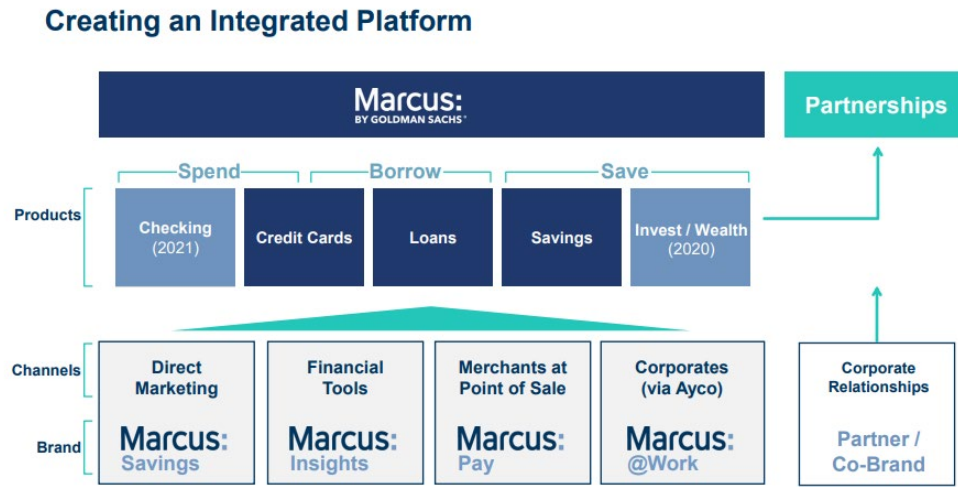 Creating an Integrated Platform
Marcus:
BY GOLDMAN SACHS®
Partnerships
Spend
Borrow
Save
Products
Checking
(2021)
Credit Cards
Loans
Savings
Invest / Wealth
(2020)
Channels
Direct
Marketing
Financial
Tools
Merchants at
Point of Sale
Corporates
(via Ayco)
Corporate
Relationships
Brand
Marcus:
Savings
Marcus:
Insights
Marcus:
Pay
Marcus:
@Work
Partner /
Co-Brand